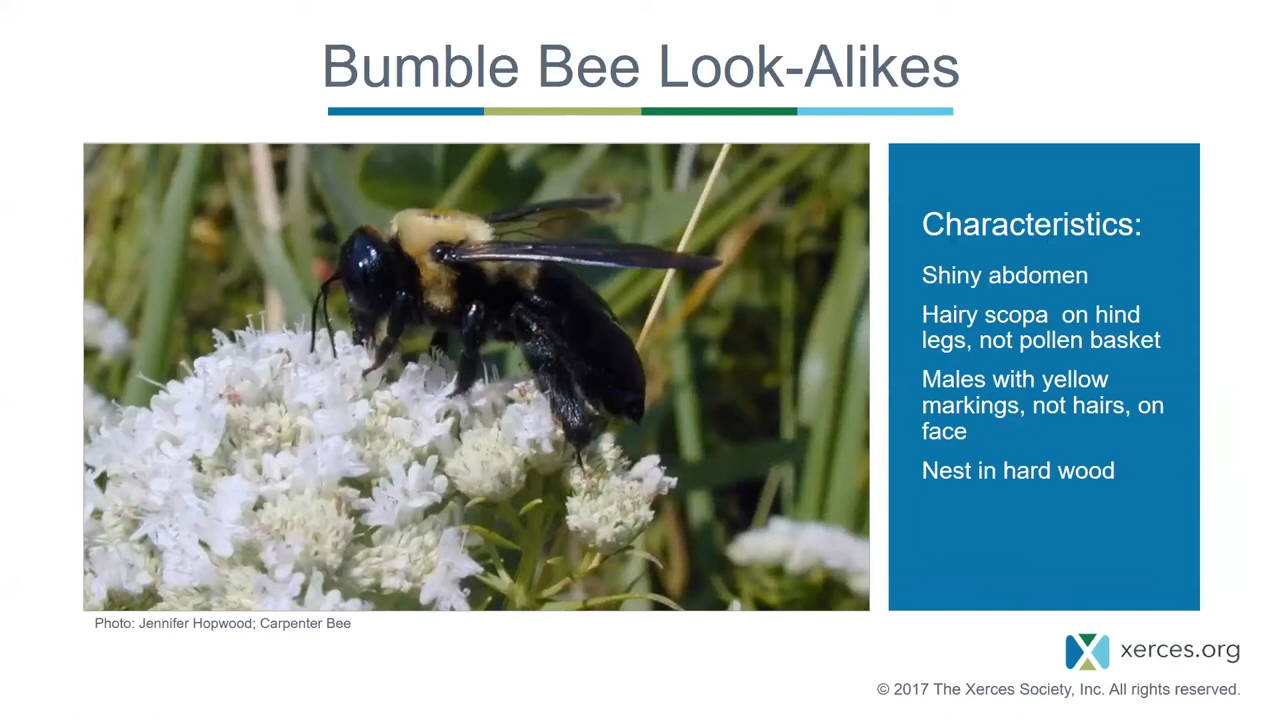 Bumble Bee Look-Alikes
Characteristics:
Shiny abdomen
Hairy scopa  on hind
legs, not pollen basket
Males with yellow
markings, not hairs, on
face
Nest in hard wood
Photo: Jennifer Hopwood; Carpenter Bee
xerces.org
© 2017 The Xerces Society, Inc. All rights reserved.